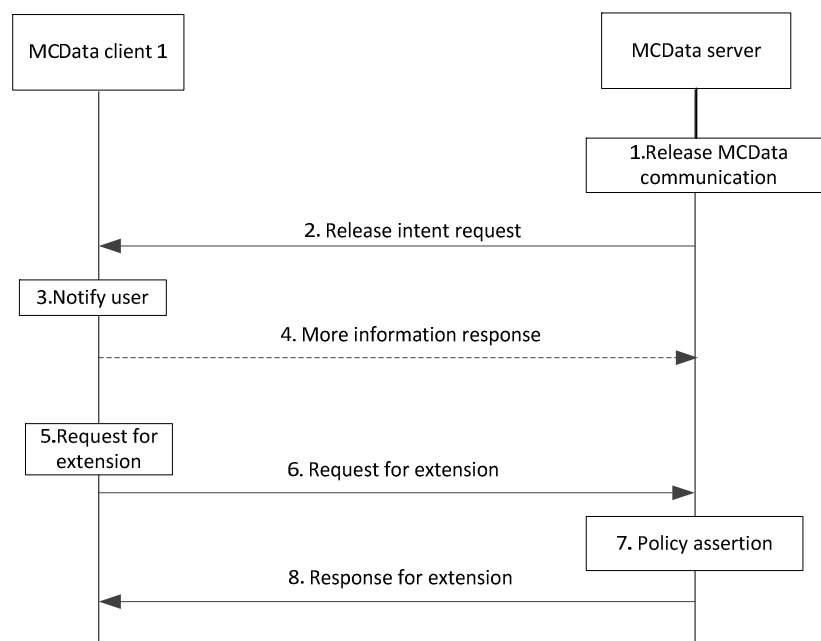 MCData client 1
MCData server
1.Release MCData
communication
2. Release intent request
3.Notify user
4. More information response
5.Request for
extension
6. Request for extension
7. Policy assertion
8. Response for extension